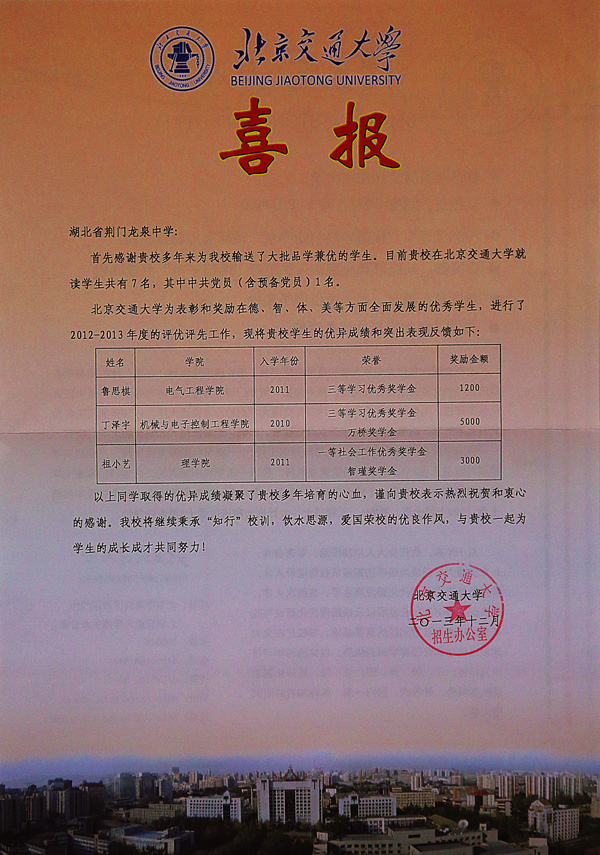 北京交通大学
BEIJING JIAOTONG UNIVERSITY
喜报
湖北省荆门龙泉中学:
首先感谢贵校多年来为我校输送了大批品学兼优的学生。目前贵校在北京交通大学就
读学生共有7名，其中中共党员（含预备党员）1名。
北京交通大学为表彰和奖励在德、智、体、美等方面全面发展的优秀学生，进行了
2012-2013年度的评优评先工作，现将贵校学生的优异成绩和突出表现反馈如下:
姓名 学院 入学年份 荣誉 奖励金额
鲁思棋 电气工程学院 2011 三等学习优秀奖学金 1200
丁泽宇 机械与电子控制工程学院 2010 三等学习优秀奖学金 万桥奖学金 5000
祖小艺 理学院 2011 一等社会工作优秀奖学金 智瑾奖学金 3000
以上同学取得的优异成绩凝聚了贵校多年培育的心血，谨向贵校表示热烈祝贺和衷心
的感谢。我校将继续秉承“知行”校训，饮水思源，爱国荣校的优良作风，与贵校一起为
学生的成长成才共同努力!
北京交通大学
二〇一三年十二月
北京交通大学
招生办公室